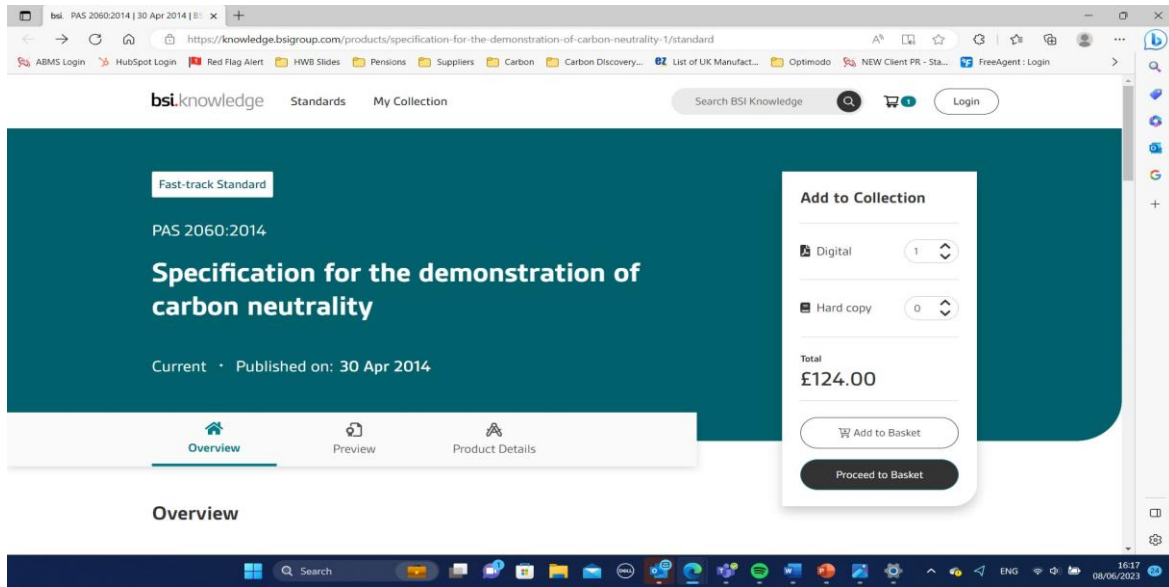 bsi. PAS 2060:2014 | 30 Apr 2014 | BS
https://knowledge.bsigroup.com/products/specification-for-the-demonstration-of-carbon-neutrality-1/standard
ABMS Login HubSpot Login Red Flag Alert HWB Slides Pensions Suppliers Carbon Carbon DIscovery... List of UK Manufact... Optimodo NEW Client PR - Sta... FreeAgent : Login
bsi.knowledge Standards My Collection Search BSI Knowledge 1 Login
Fast-track Standard
PAS 2060:2014
Specification for the demonstration of
carbon neutrality
Current · Published on: 30 Apr 2014
Add to Collection
Digital 1
Hard copy 0
Total
£124.00
Add to Basket
Proceed to Basket
Overview Preview Product Details
Overview
Search
ENG
16:17
08/06/2023
24